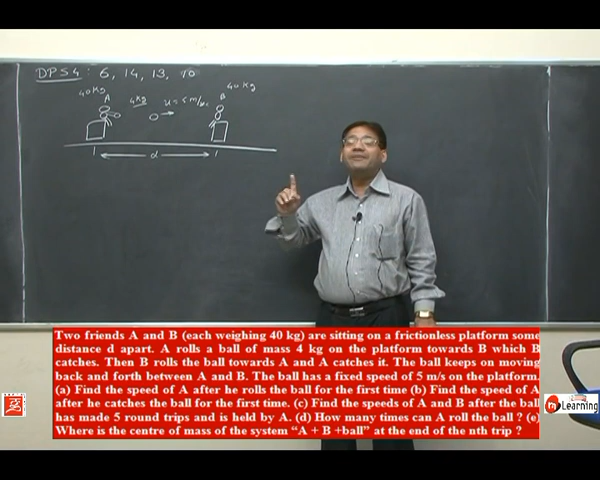 DPS4 : 6, 14, 13, 10
40 Kg
40 Kg
A
4Kg
u = 5 m/sec
B
d
Two friends A and B (each weighing 40 kg) are sitting on a frictionless platform some
distance d apart. A rolls a ball of mass 4 kg on the platform towards B which B
catches. Then B rolls the ball towards A and A catches it. The ball keeps on moving
back and forth between A and B. The ball has a fixed speed of 5 m/s on the platform.
(a) Find the speed of A after he rolls the ball for the first time (b) Find the speed of A
after he catches the ball for the first time. (c) Find the speeds of A and B after the ball
has made 5 round trips and is held by A. (d) How many times can A roll the ball ? (e)
Where is the centre of mass of the system “A + B +ball” at the end of the nth trip ?
Learning